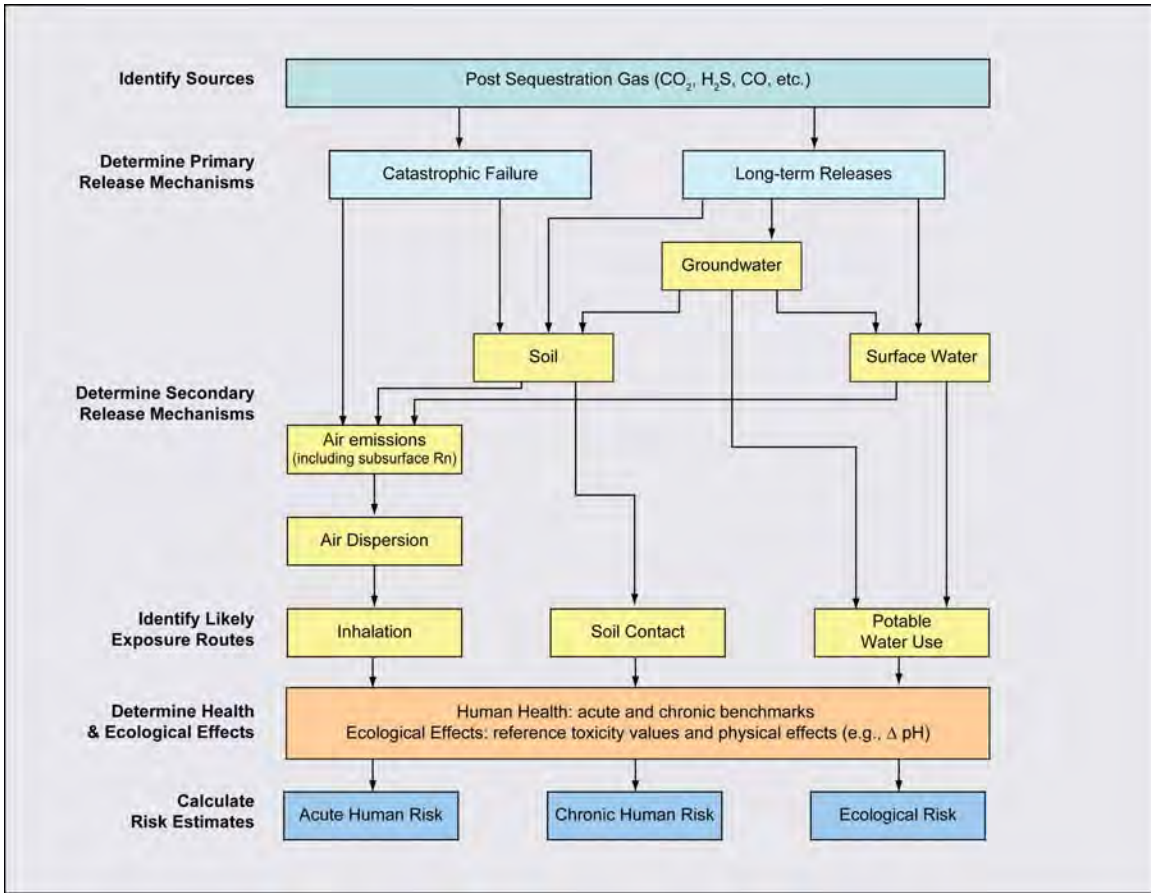 Identify Sources
Post Sequestration Gas (CO₂, H₂S, CO, etc.)
Determine Primary
Release Mechanisms
Catastrophic Failure
Long-term Releases
Groundwater
Soil
Surface Water
Determine Secondary
Release Mechanisms
Air emissions
(including subsurface Rn)
Air Dispersion
Identify Likely
Exposure Routes
Inhalation
Soil Contact
Potable
Water Use
Determine Health
& Ecological Effects
Human Health: acute and chronic benchmarks
Ecological Effects: reference toxicity values and physical effects (e.g., Δ pH)
Calculate
Risk Estimates
Acute Human Risk
Chronic Human Risk
Ecological Risk